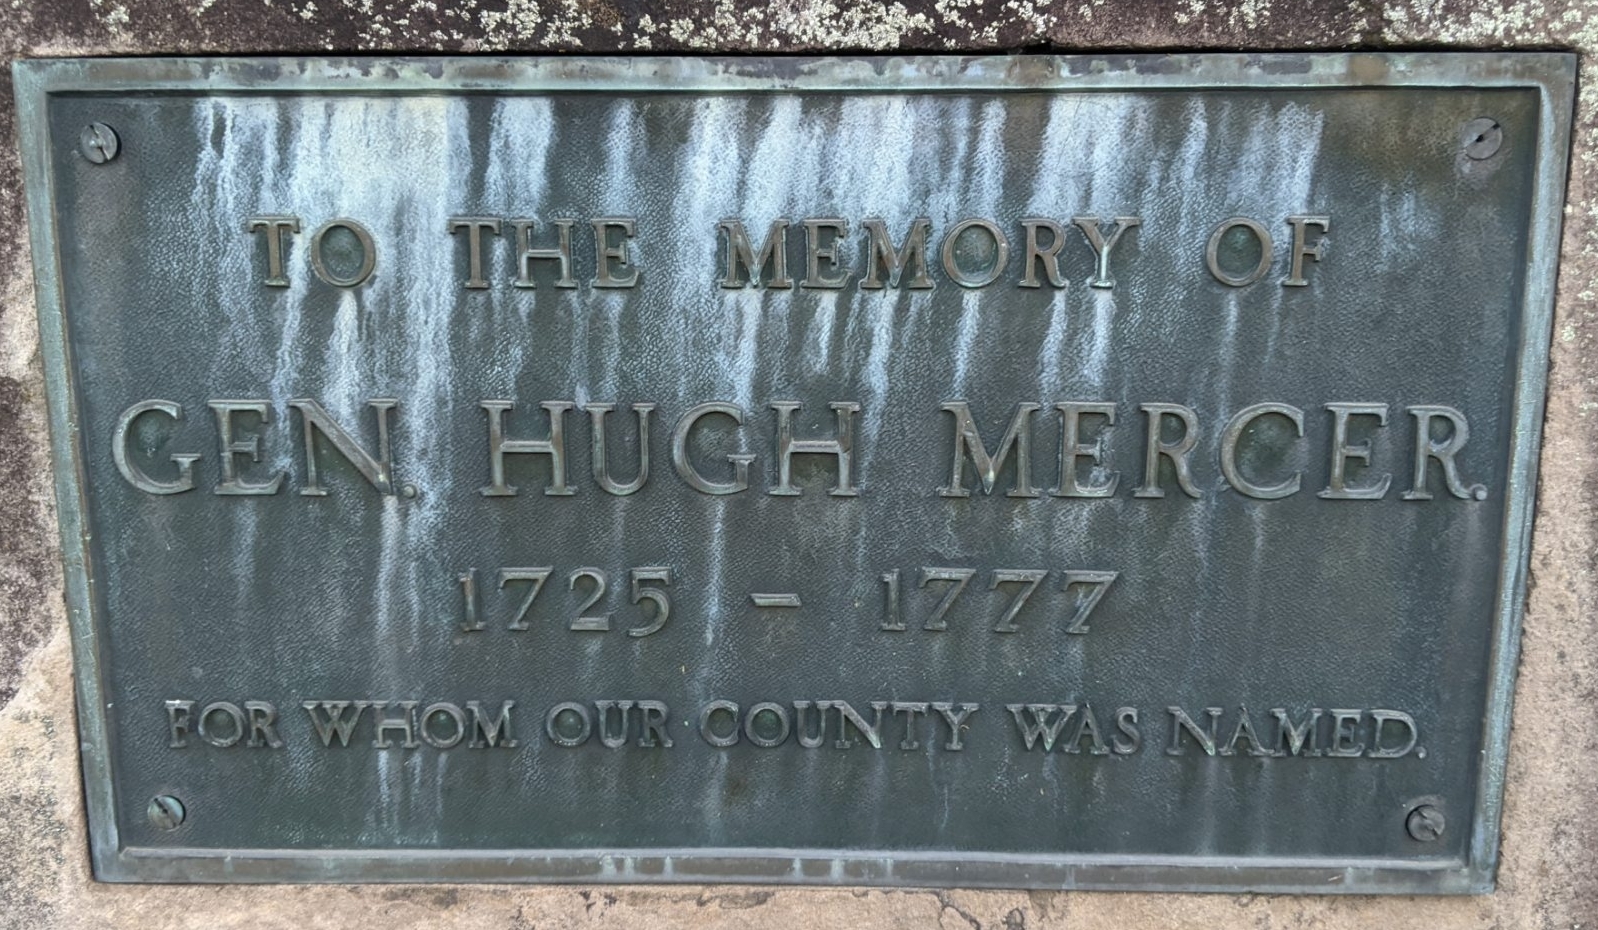 TO THE MEMORY OF
GEN. HUGH MERCER.
1725 – 1777
FOR WHOM OUR COUNTY WAS NAMED.